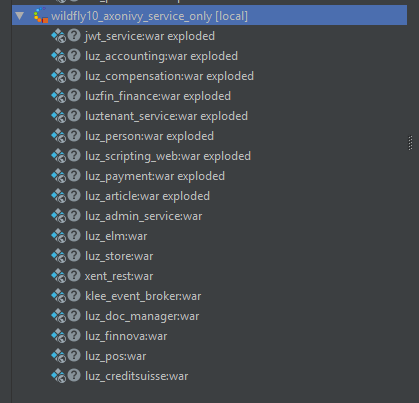 wildfly10_axonivy_service_only [local]
jwt_service:war exploded
luz_accounting:war exploded
luz_compensation:war exploded
luzfin_finance:war exploded
luztenant_service:war exploded
luz_person:war exploded
luz_scripting_web:war exploded
luz_payment:war exploded
luz_article:war exploded
luz_admin_service:war
luz_elm:war
luz_store:war
xent_rest:war
klee_event_broker:war
luz_doc_manager:war
luz_finnova:war
luz_pos:war
luz_creditsuisse:war